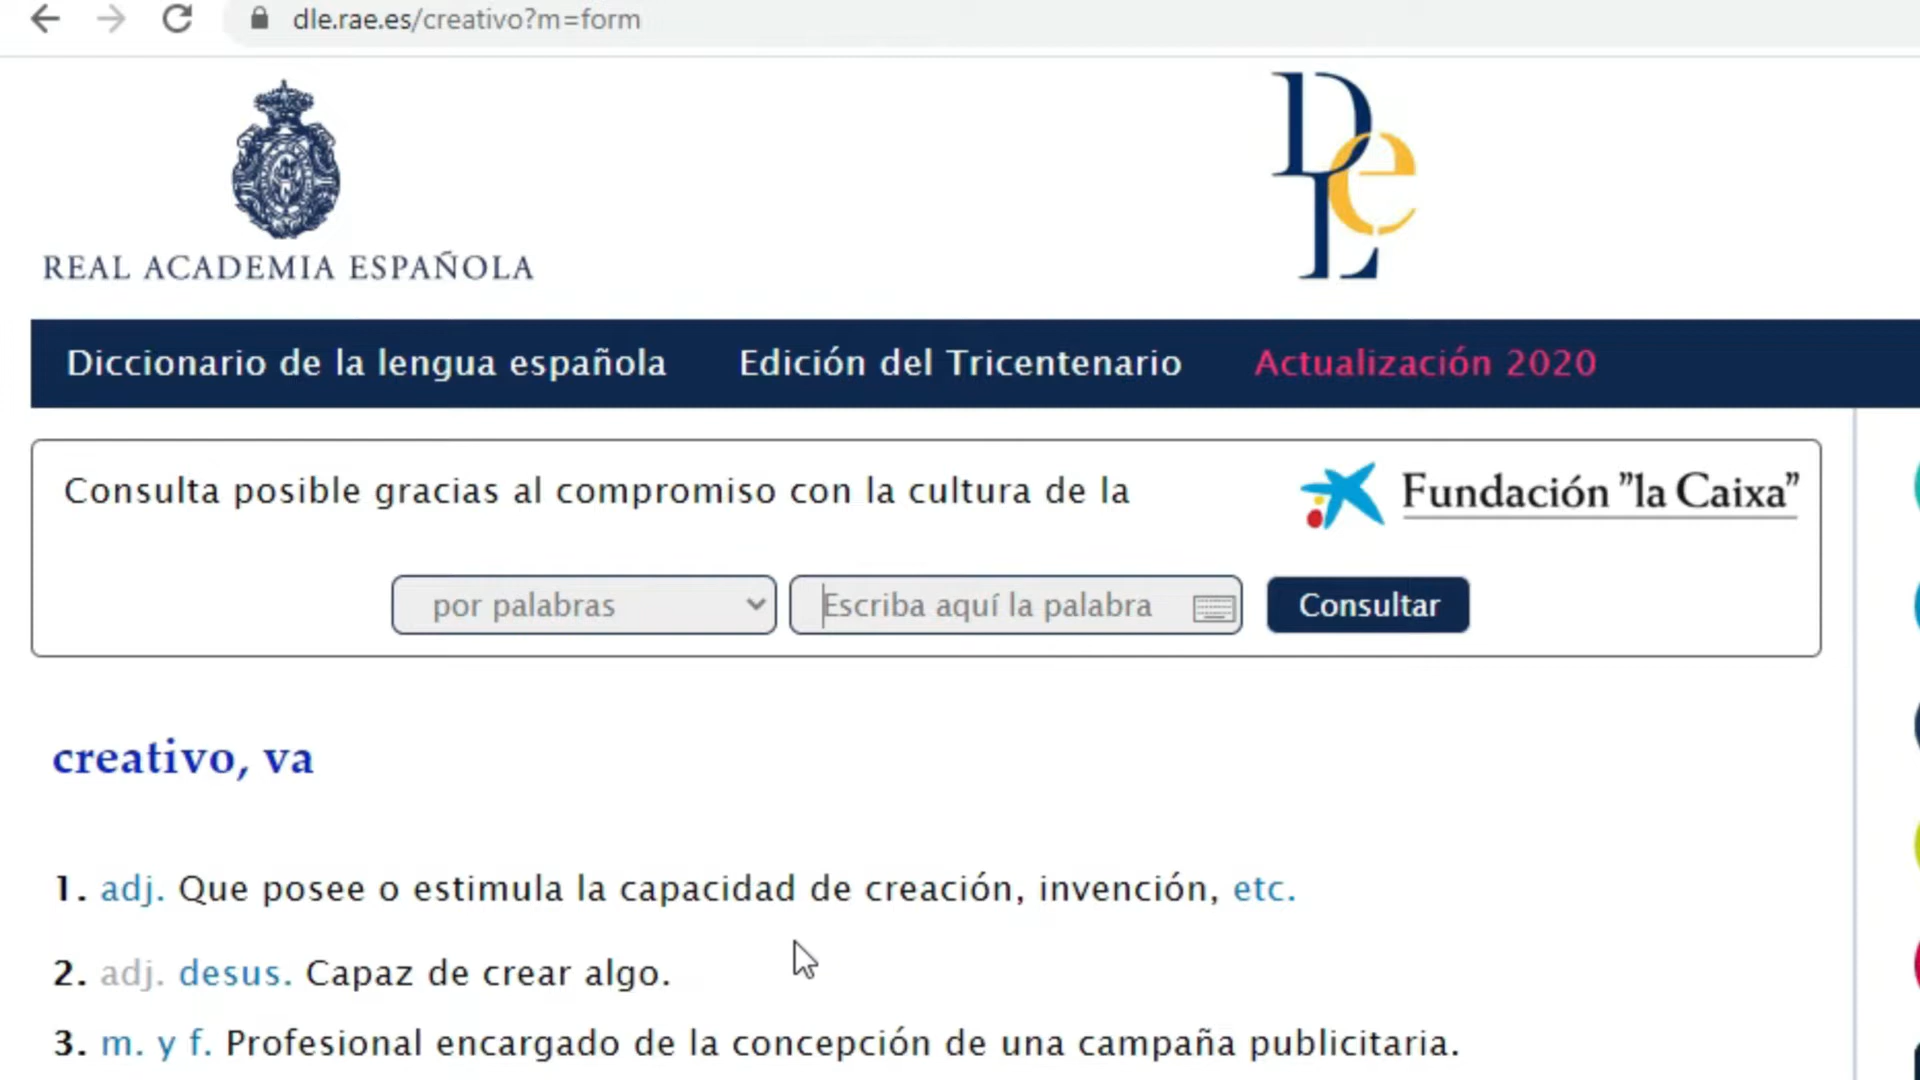 dle.rae.es/creativo?m=form
DLe
REAL ACADEMIA ESPAÑOLA
Diccionario de la lengua española Edición del Tricentenario Actualización 2020
Consulta posible gracias al compromiso con la cultura de la Fundación "la Caixa"
por palabras Escriba aquí la palabra Consultar
creativo, va
1. adj. Que posee o estimula la capacidad de creación, invención, etc.
2. adj. desus. Capaz de crear algo.
3. m. y f. Profesional encargado de la concepción de una campaña publicitaria.